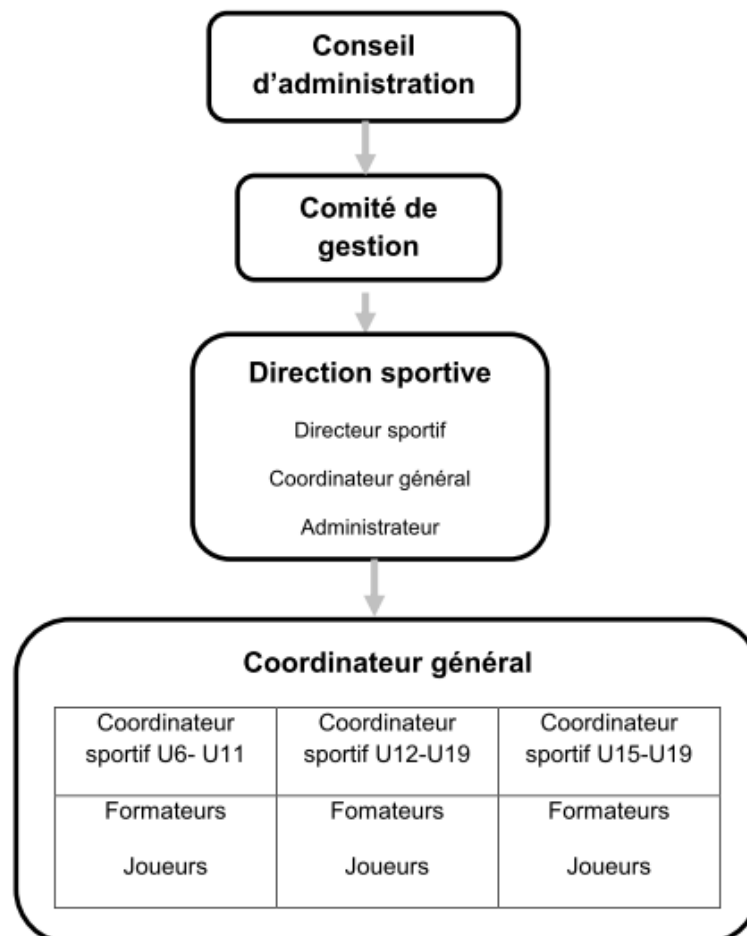 Conseil
d'administration
Comité de
gestion
Direction sportive
Directeur sportif
Coordinateur général
Administrateur
Coordinateur général
Coordinateur
sportif U6- U11
Coordinateur
sportif U12-U19
Coordinateur
sportif U15-U19
Formateurs
Joueurs
Fomateurs
Joueurs
Formateurs
Joueurs